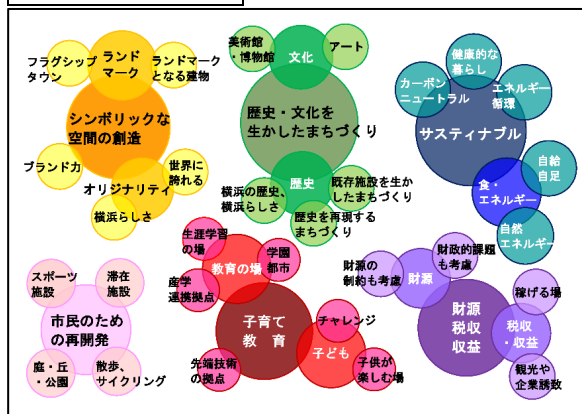 フラグシップ
タウン
ランド
マーク
ランドマーク
となる建物
シンボリックな
空間の創造
ブランド力
オリジナリティ
世界に
誇れる
横浜らしさ
美術館
・博物館
文化
アート
歴史・文化を
生かしたまちづくり
歴史
横浜の歴史、
横浜らしさ
既存施設を生か
したまちづくり
歴史を再現する
まちづくり
健康的な
暮らし
カーボン
ニュートラル
エネルギー
循環
サスティナブル
食・
エネルギー
自給
自足
自然
エネルギー
スポーツ
施設
滞在
施設
市民のため
の再開発
庭・丘
・公園
散歩、
サイクリング
生涯学習
の場
教育の場
学園
都市
産学
連携拠点
子育て
教 育
チャレンジ
子ども
先端技術
の拠点
子供が
楽しむ場
財源の
制約も考慮
財源
財政的課題
も考慮
財源
税収
収益
稼げる場
税収
・収益
観光や
企業誘致